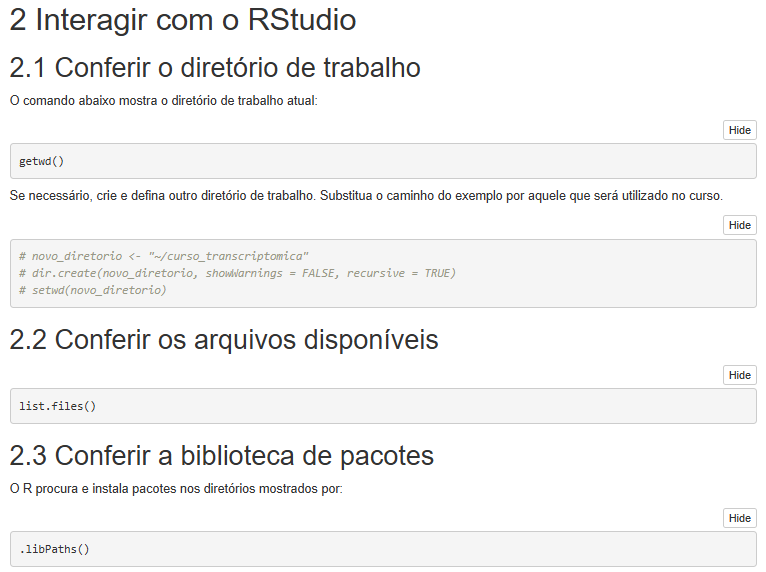 2 Interagir com o RStudio
2.1 Conferir o diretório de trabalho
O comando abaixo mostra o diretório de trabalho atual:
Hide
getwd()
Se necessário, crie e defina outro diretório de trabalho. Substitua o caminho do exemplo por aquele que será utilizado no curso.
Hide
# novo_diretorio <- "~/curso_transcriptomica"
# dir.create(novo_diretorio, showWarnings = FALSE, recursive = TRUE)
# setwd(novo_diretorio)
2.2 Conferir os arquivos disponíveis
Hide
list.files()
2.3 Conferir a biblioteca de pacotes
O R procura e instala pacotes nos diretórios mostrados por:
Hide
.libPaths()